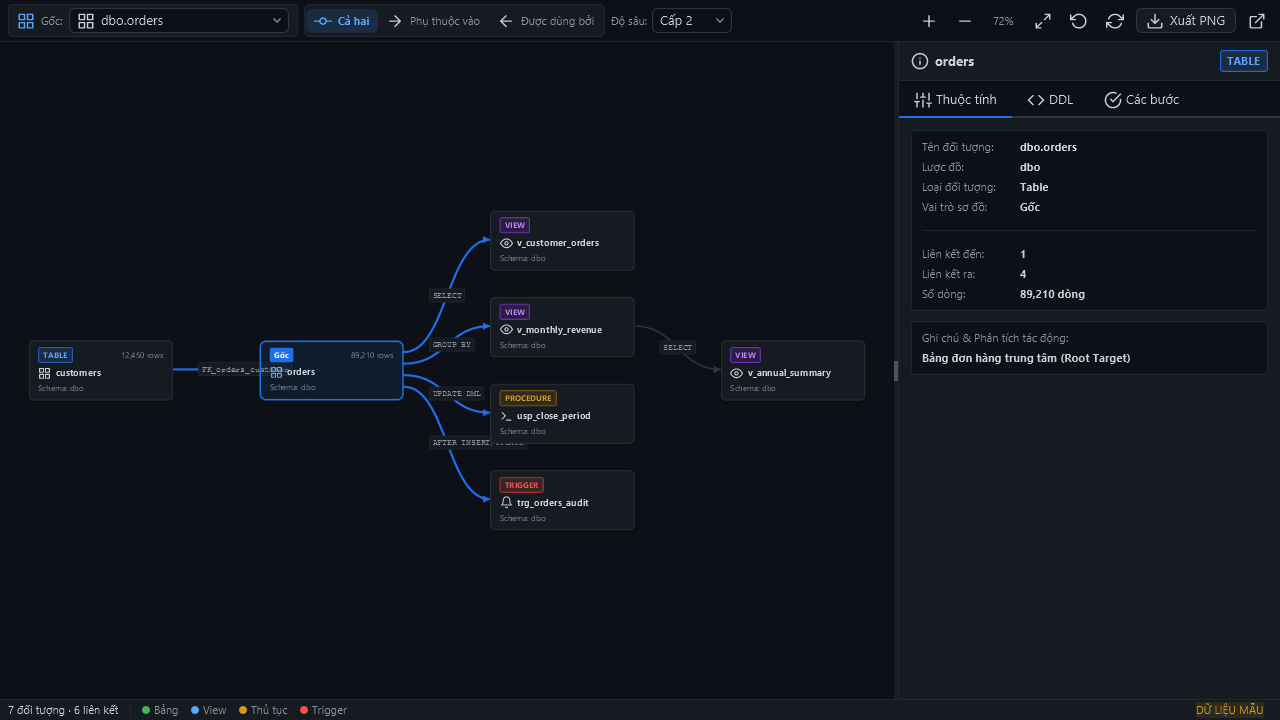 Gốc: dbo.orders Cả hai Phụ thuộc vào Được dùng bởi Độ sâu: Cấp 2 72% Xuất PNG
orders TABLE
Thuộc tính DDL Các bước
Tên đối tượng: dbo.orders
Lược đồ: dbo
Loại đối tượng: Table
Vai trò sơ đồ: Gốc
Liên kết đến: 1
Liên kết ra: 4
Số dòng: 89,210 dòng
Ghi chú & Phân tích tác động:
Bảng đơn hàng trung tâm (Root Target)
TABLE 12,450 rows
customers
Schema: dbo
Gốc 89,210 rows
orders
Schema: dbo
SELECT
GROUP BY
UPDATE DML
AFTER INSERT
VIEW
v_customer_orders
Schema: dbo
VIEW
v_monthly_revenue
Schema: dbo
PROCEDURE
usp_close_period
Schema: dbo
TRIGGER
trg_orders_audit
Schema: dbo
SELECT
VIEW
v_annual_summary
Schema: dbo
7 đối tượng · 6 liên kết Bảng View Thủ tục Trigger DỮ LIỆU MẪU